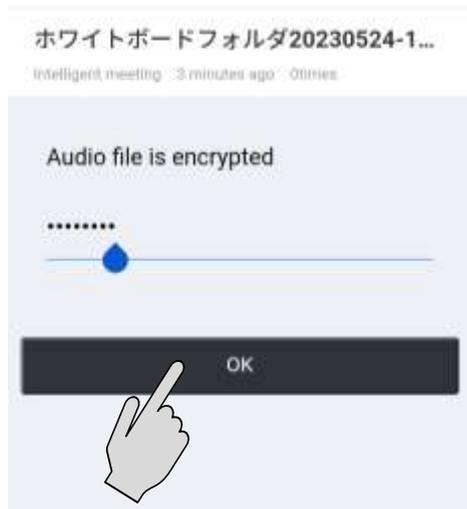 ホワイトボードフォルダ20230524-1...
Intelligent meeting 3 minutes ago 0times
Audio file is encrypted
••••••••
OK